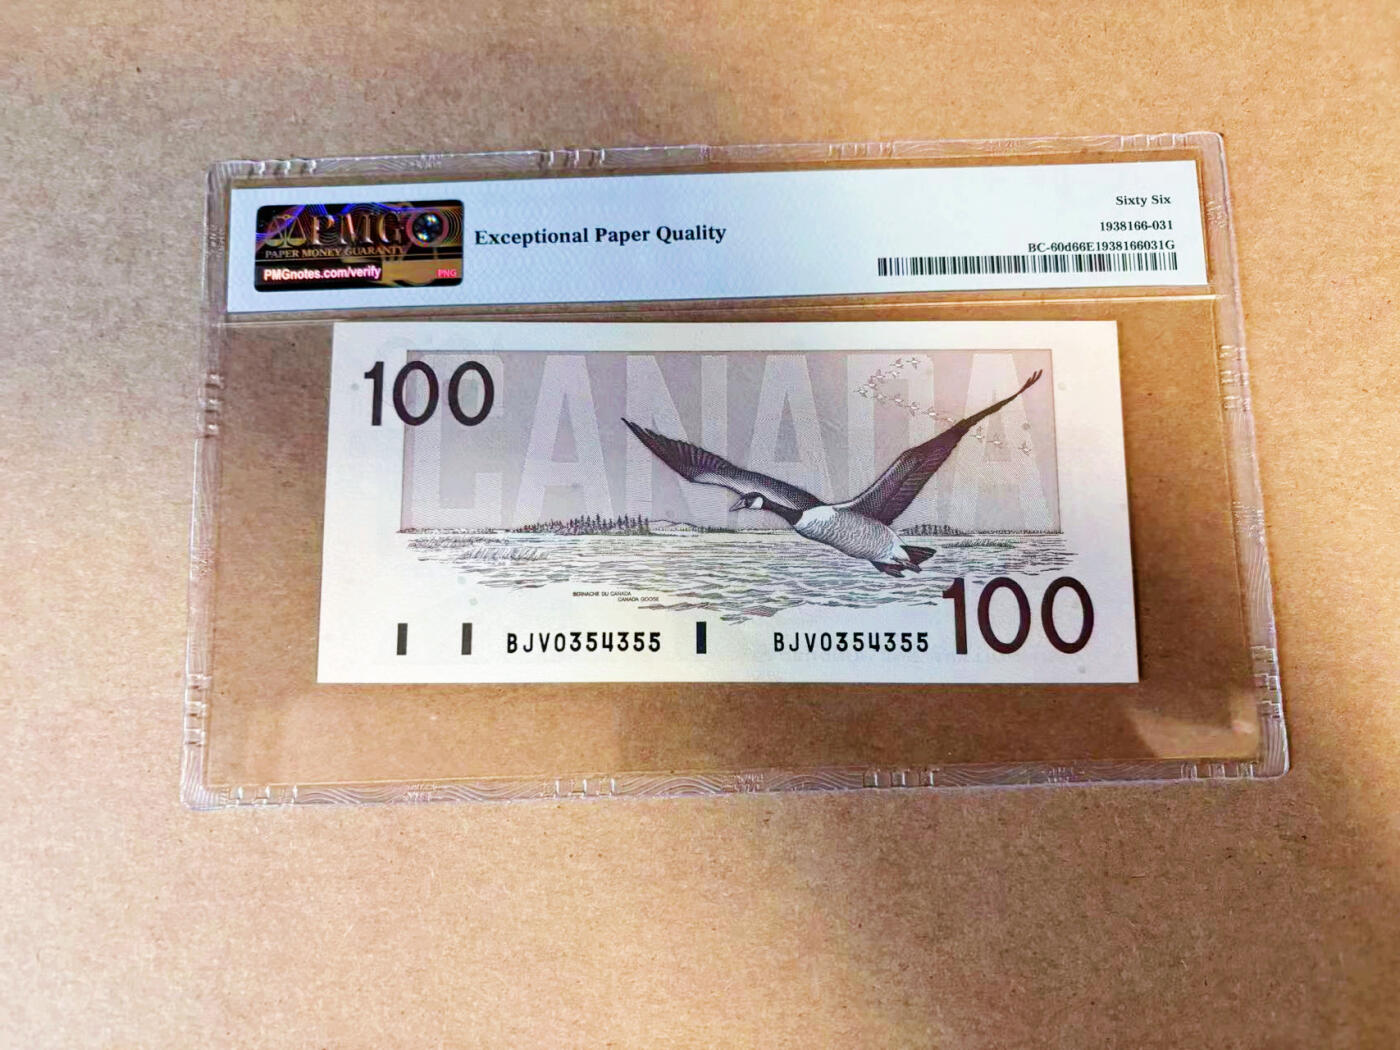 PMG
PAPER MONEY GUARANTY
PMGnotes.com/verify
PNG
Exceptional Paper Quality
Sixty Six
1938166-031
BC-60d66E1938166031G
100
CANADA
BERNACHE DU CANADA
CANADA GOOSE
BJV0354355
BJV0354355
100